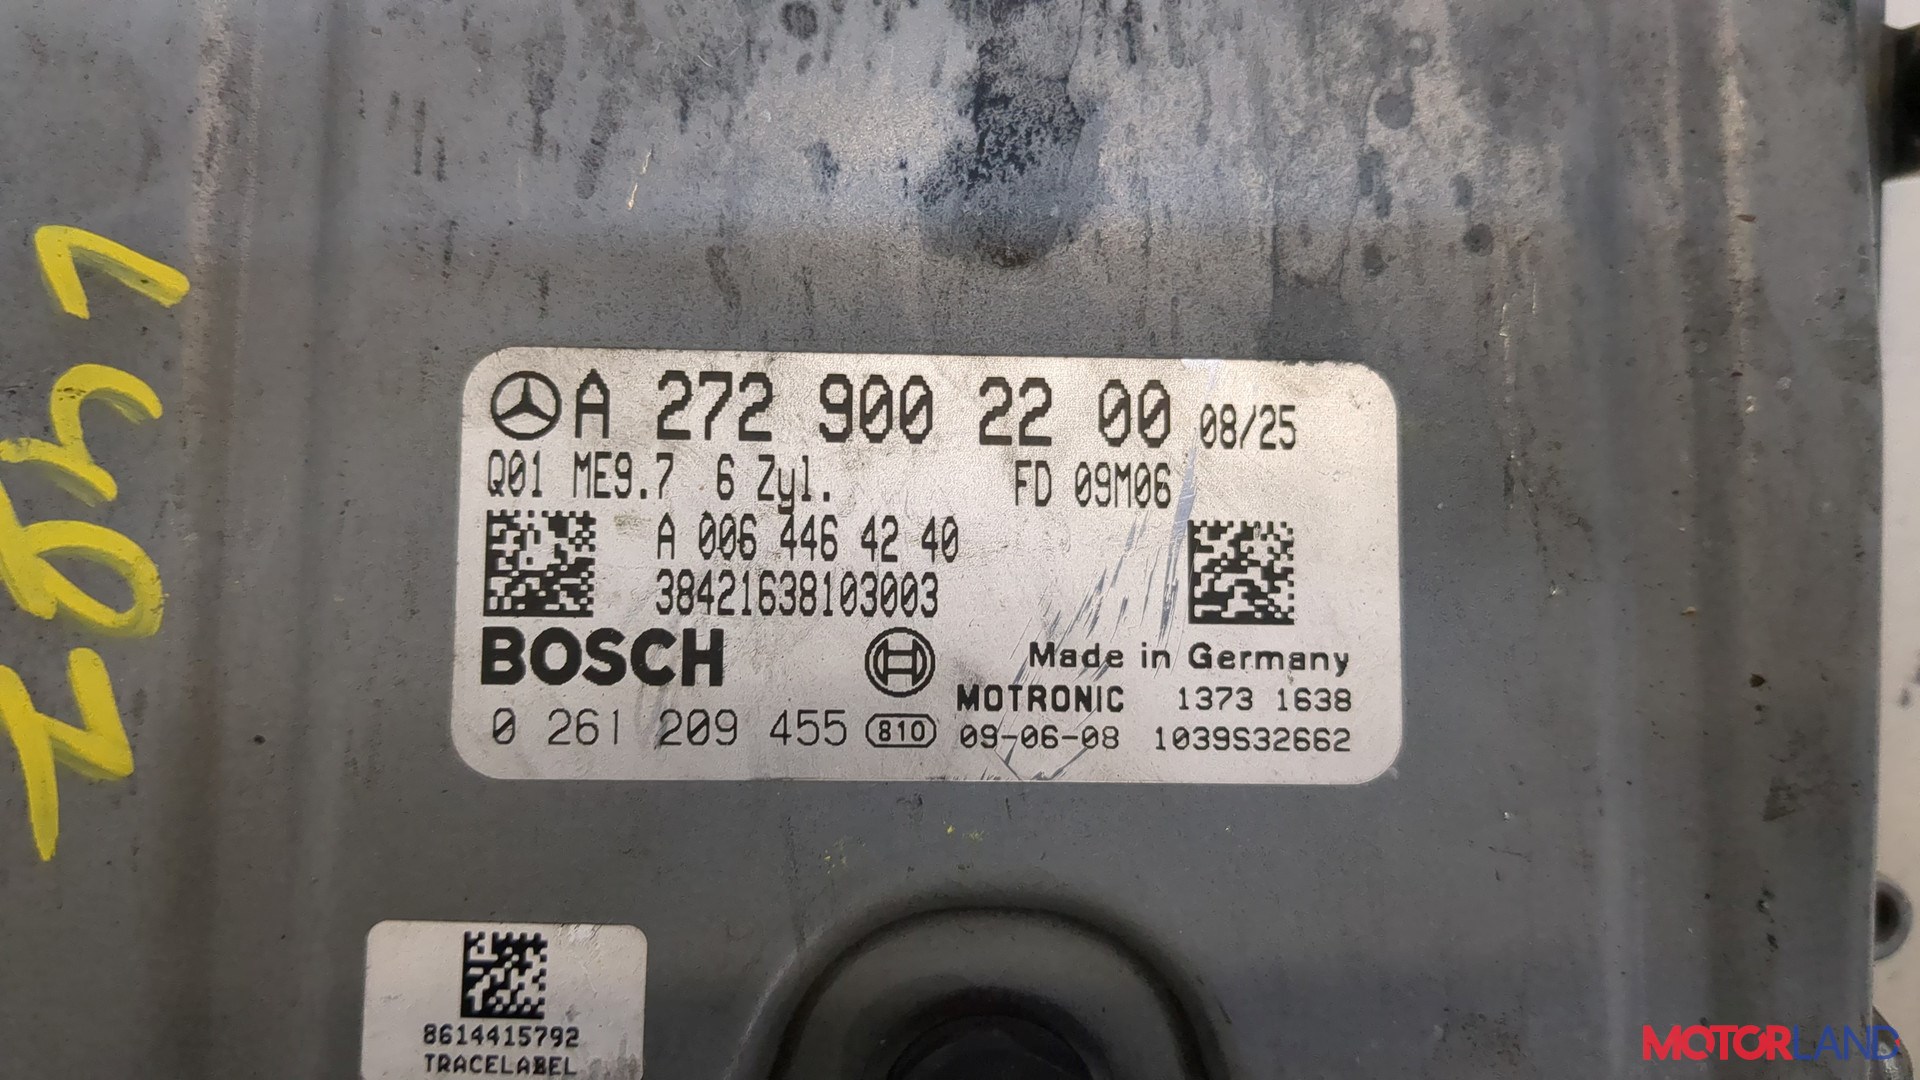 A 272 900 22 00 08/25
Q01 ME9.7 6 Zyl. FD 09M06
A 006 446 42 40
38421638103003
BOSCH
Made in Germany
MOTRONIC 1373 1638
0 261 209 455 810 09-06-08 1039S32662
8614415792
TRACELABEL
MOTORLAND